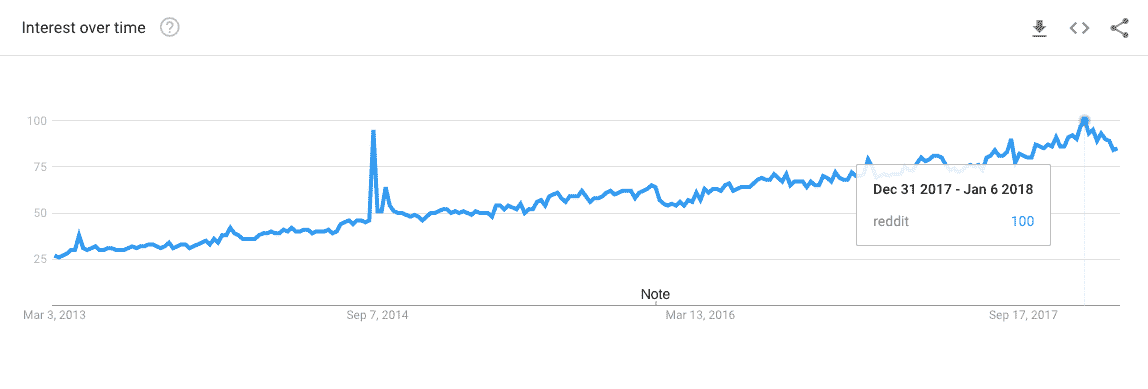 Interest over time ?
100
75
50
25
Dec 31 2017 - Jan 6 2018
reddit 100
Note
Mar 3, 2013 Sep 7, 2014 Mar 13, 2016 Sep 17, 2017